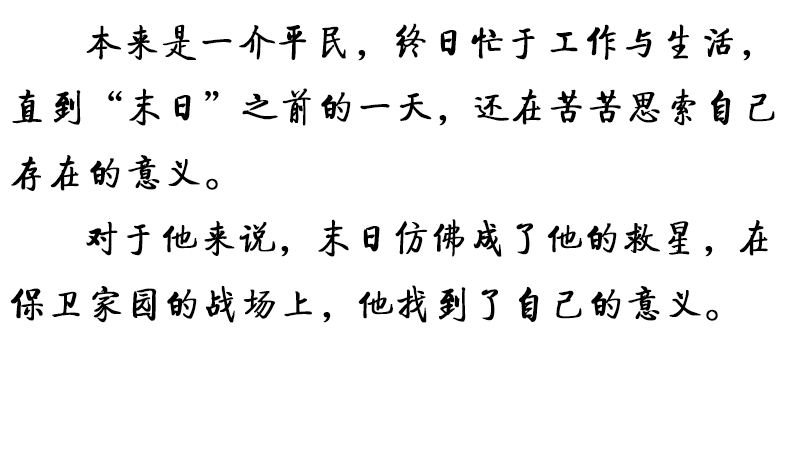 本来是一介平民，终日忙于工作与生活，
直到“末日”之前的一天，还在苦苦思索自己
存在的意义。
对于他来说，末日仿佛成了他的救星，在
保卫家园的战场上，他找到了自己的意义。